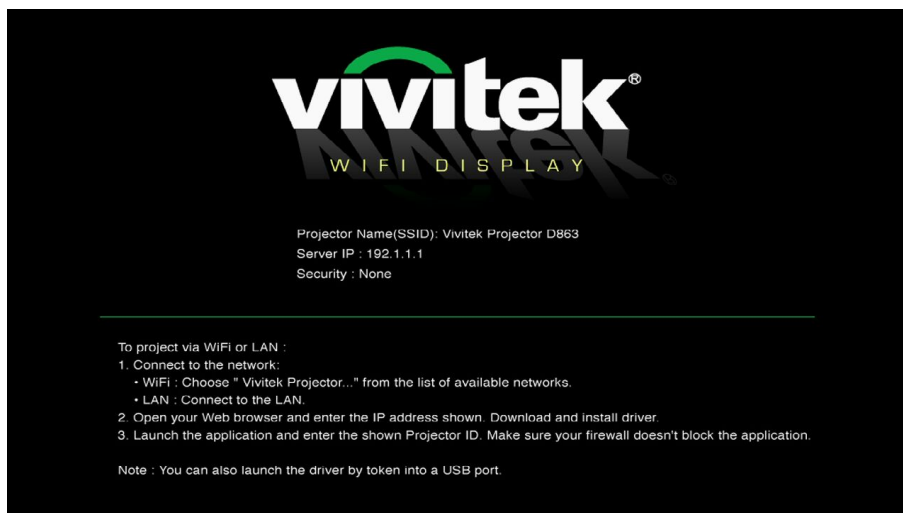 vivitek®
WIFI DISPLAY
Projector Name(SSID): Vivitek Projector D863
Server IP : 192.1.1.1
Security : None
To project via WiFi or LAN :
1. Connect to the network:
• WiFi : Choose " Vivitek Projector..." from the list of available networks.
• LAN : Connect to the LAN.
2. Open your Web browser and enter the IP address shown. Download and install driver.
3. Launch the application and enter the shown Projector ID. Make sure your firewall doesn't block the application.
Note : You can also launch the driver by token into a USB port.